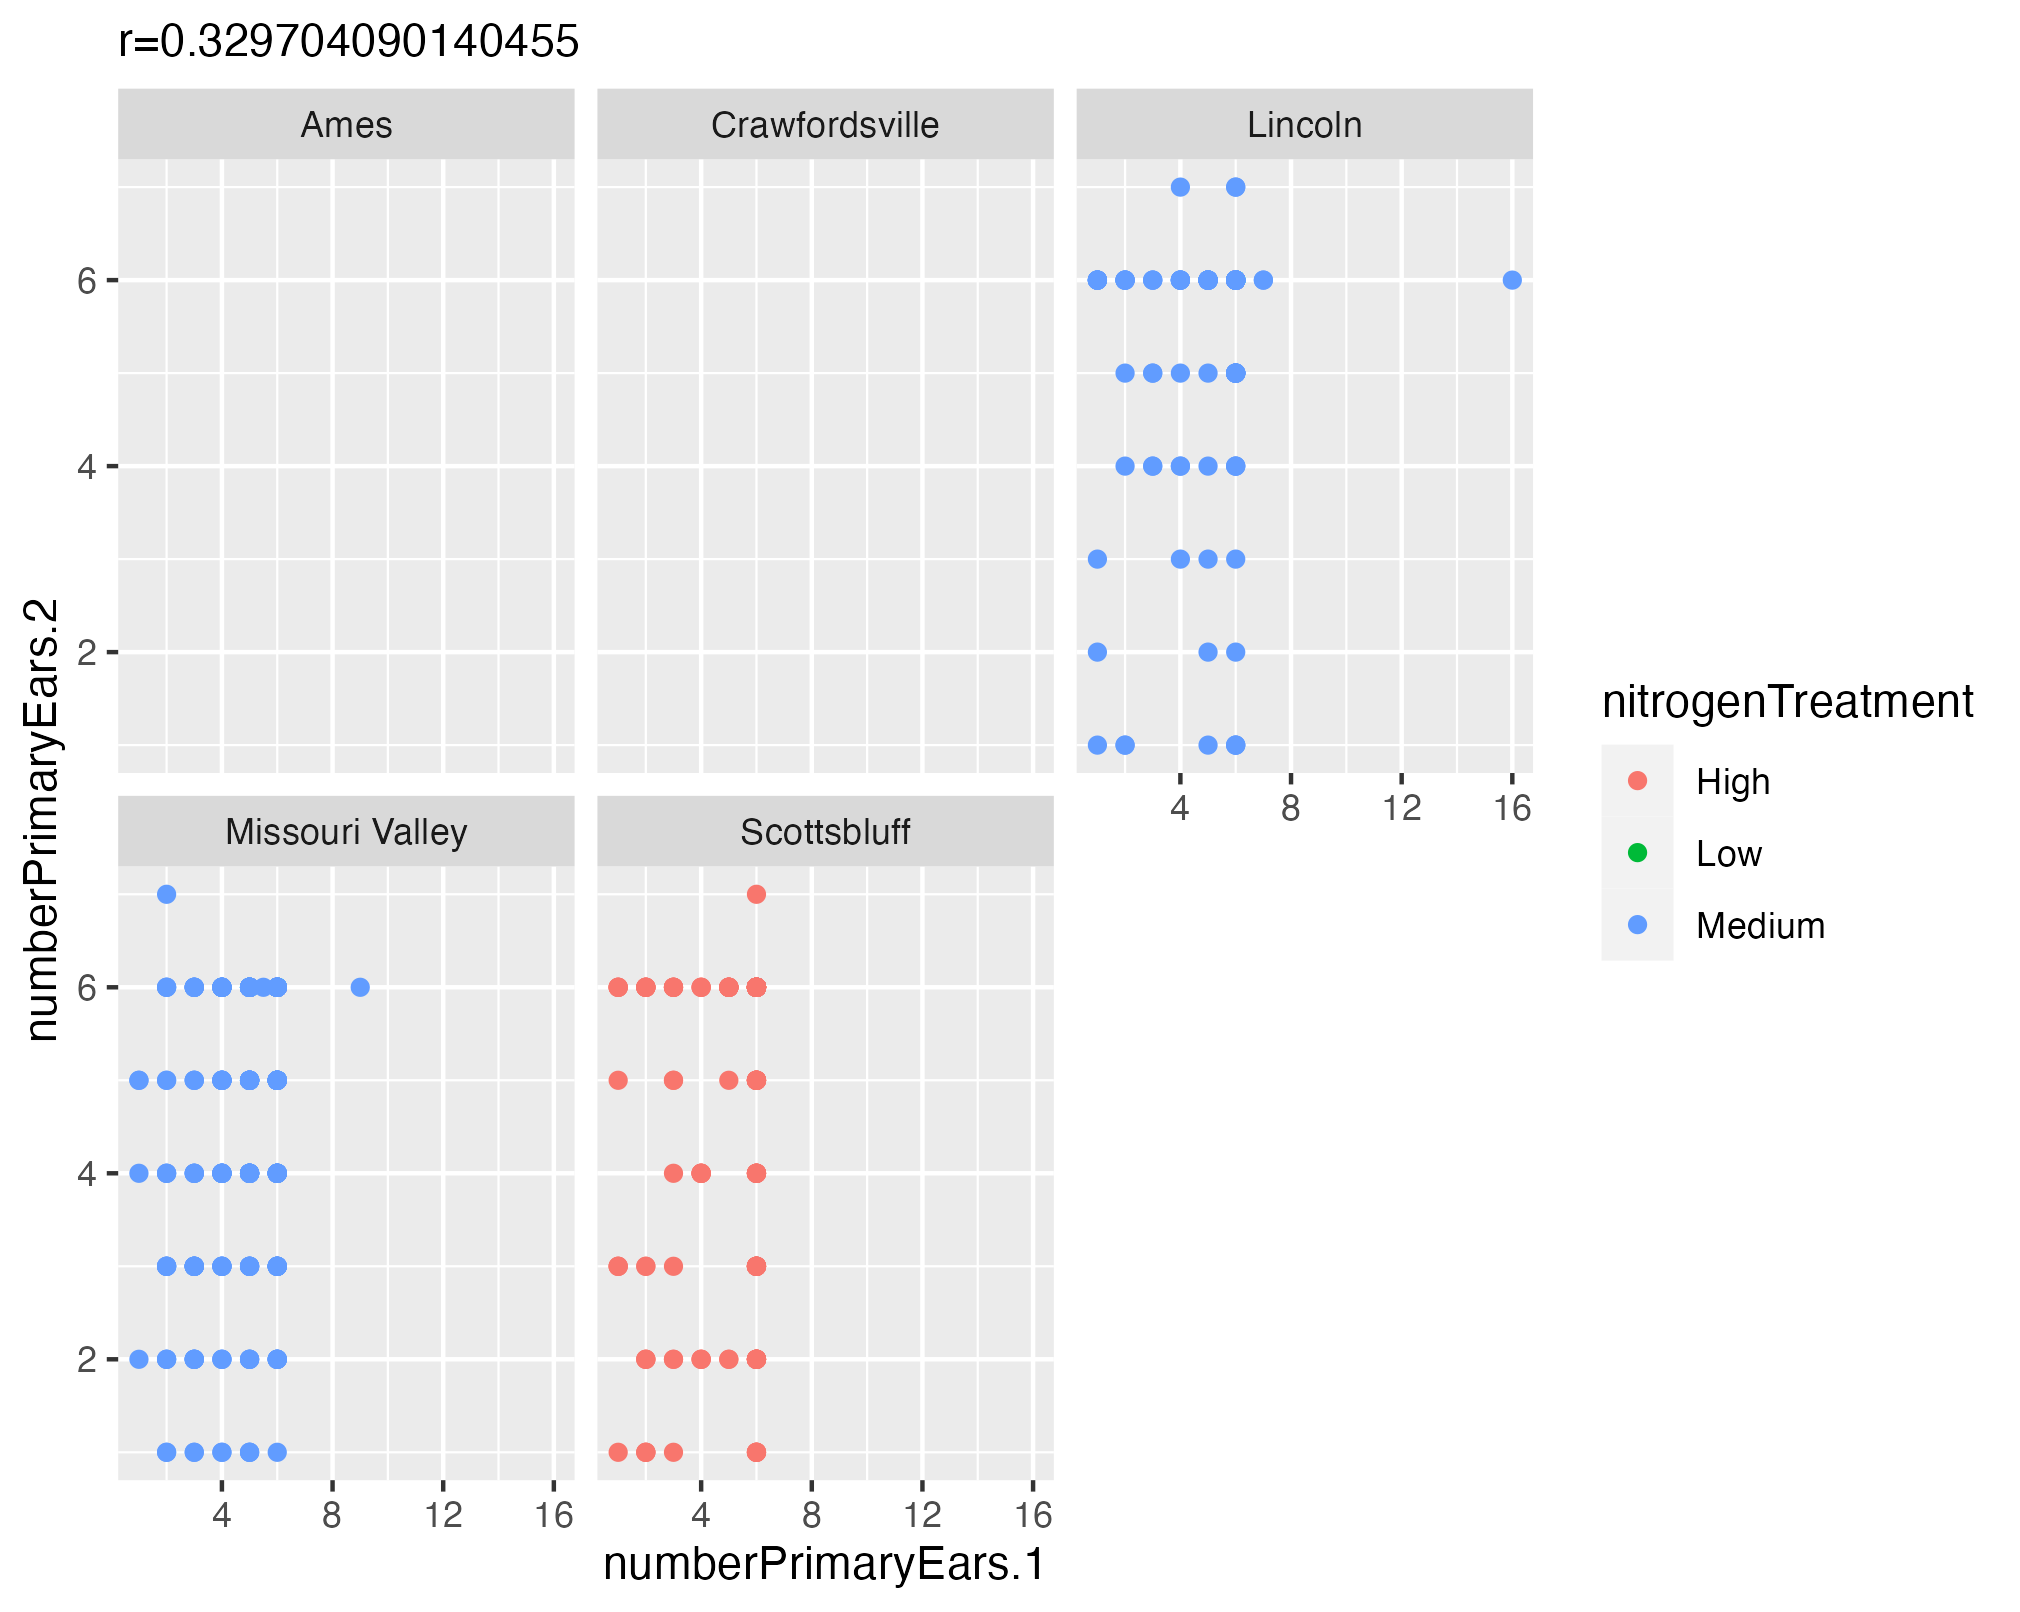 r=0.329704090140455
Ames
Crawfordsville
Lincoln
6
4
2
4 8 12 16
Missouri Valley
Scottsbluff
6
4
2
4 8 12 16
4 8 12 16
numberPrimaryEars.1
numberPrimaryEars.2
nitrogenTreatment
High
Low
Medium